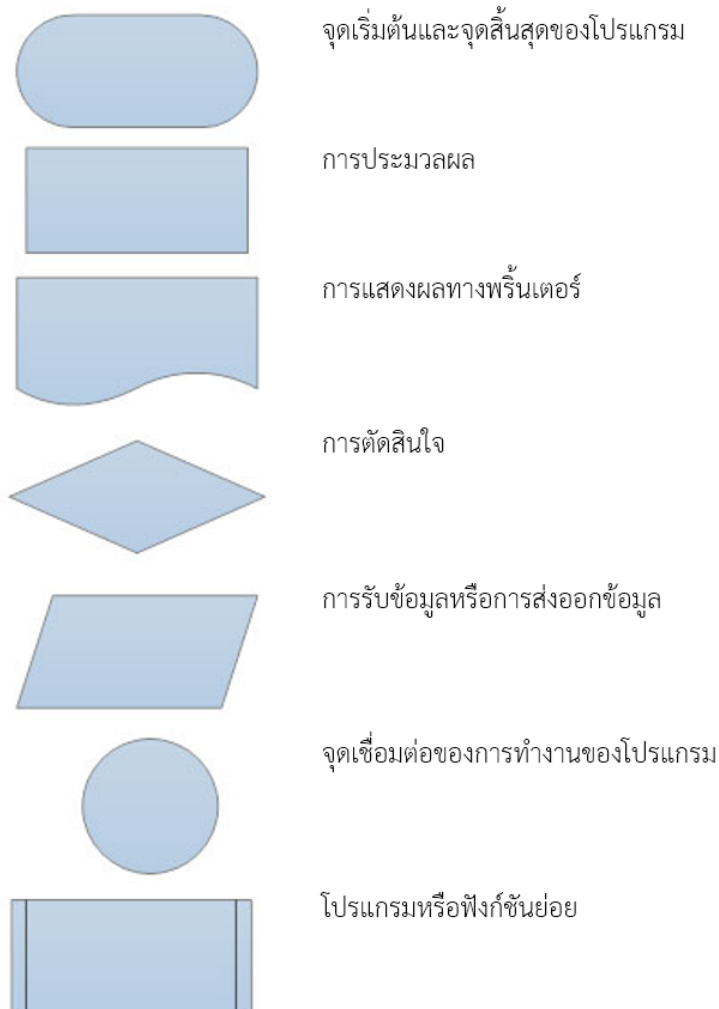 จุดเริ่มต้นและจุดสิ้นสุดของโปรแกรม
การประมวลผล
การแสดงผลทางพริ้นเตอร์
การตัดสินใจ
การรับข้อมูลหรือการส่งออกข้อมูล
จุดเชื่อมต่อของการทำงานของโปรแกรม
โปรแกรมหรือฟังก์ชันย่อย